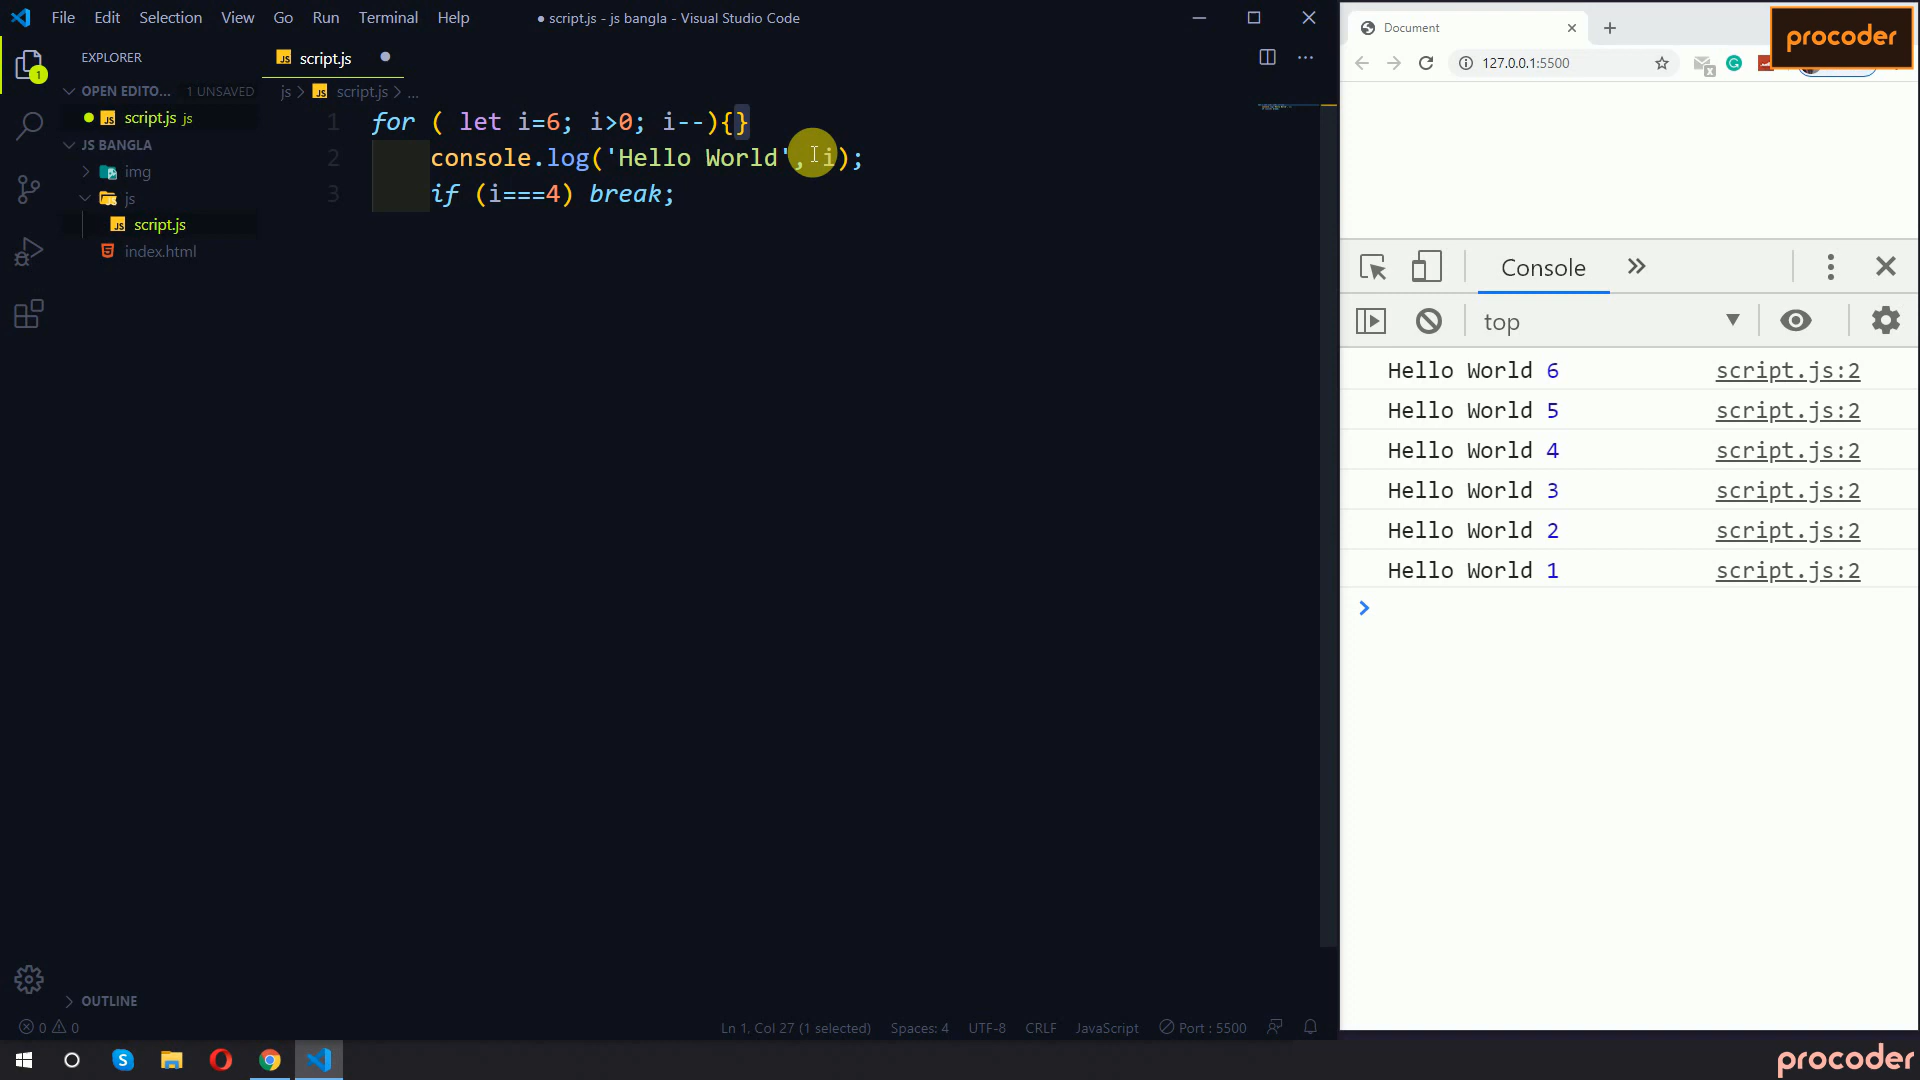 File Edit Selection View Go Run Terminal Help
● script.js - js bangla - Visual Studio Code
EXPLORER
OPEN EDITO... 1 UNSAVED
script.js js
JS BANGLA
img
js
script.js
index.html
OUTLINE
script.js
js > script.js > ...
1 for ( let i=6; i>0; i--){}
2 console.log('Hello World', i);
3 if (i===4) break;
0 0
Ln 1, Col 27 (1 selected) Spaces: 4 UTF-8 CRLF JavaScript Port : 5500
Document
127.0.0.1:5500
procoder
Console
top
Hello World 6 script.js:2
Hello World 5 script.js:2
Hello World 4 script.js:2
Hello World 3 script.js:2
Hello World 2 script.js:2
Hello World 1 script.js:2
procoder